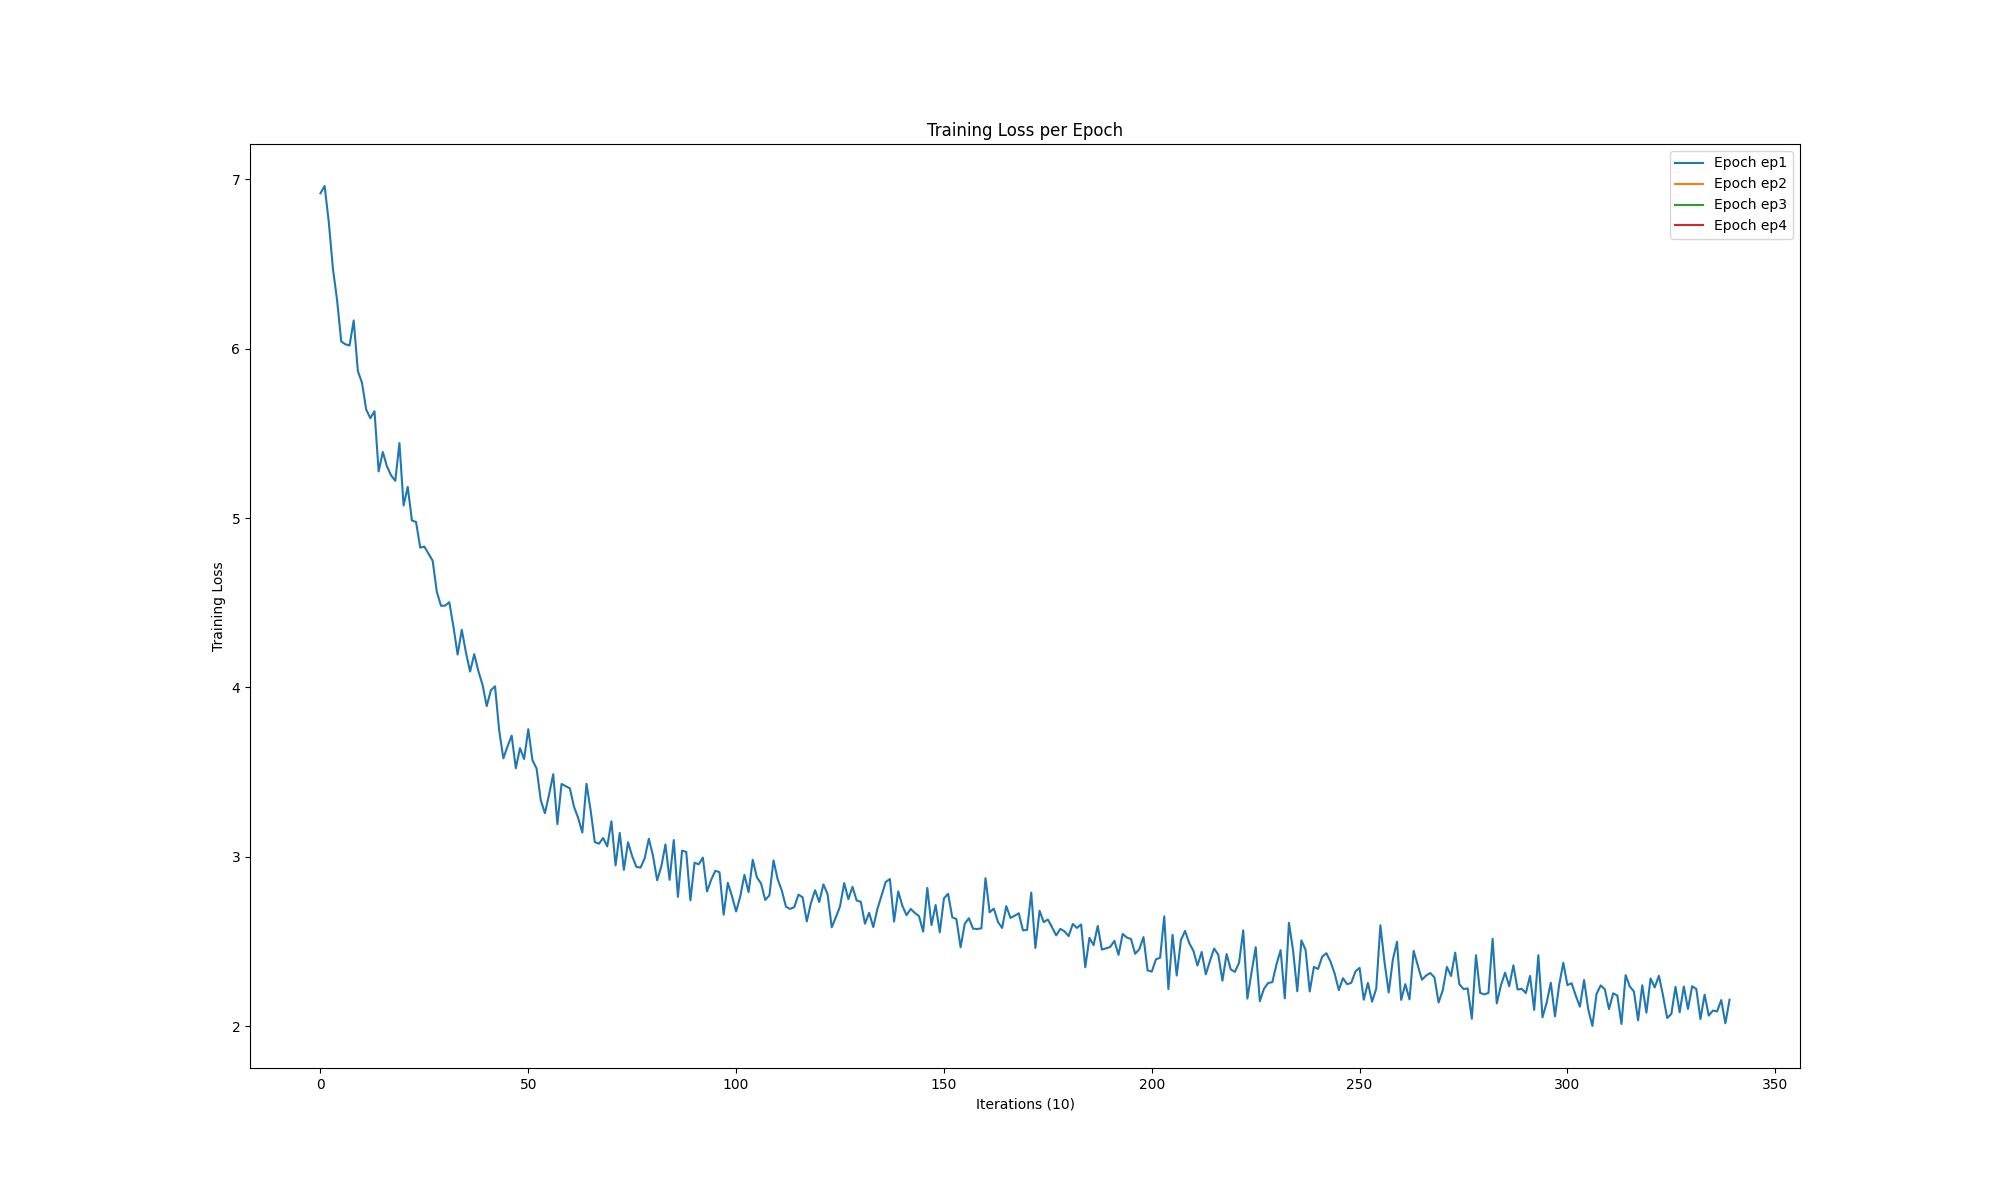 Training Loss per Epoch
Epoch ep1
Epoch ep2
Epoch ep3
Epoch ep4
7
6
5
4
3
2
Training Loss
0 50 100 150 200 250 300 350
Iterations (10)